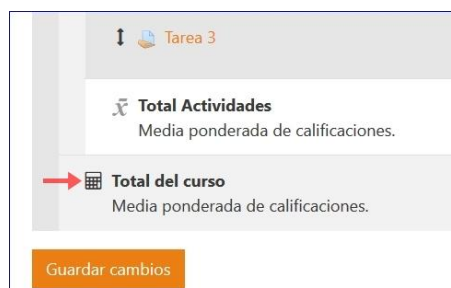 Tarea 3
Total Actividades
Media ponderada de calificaciones.
Total del curso
Media ponderada de calificaciones.
Guardar cambios